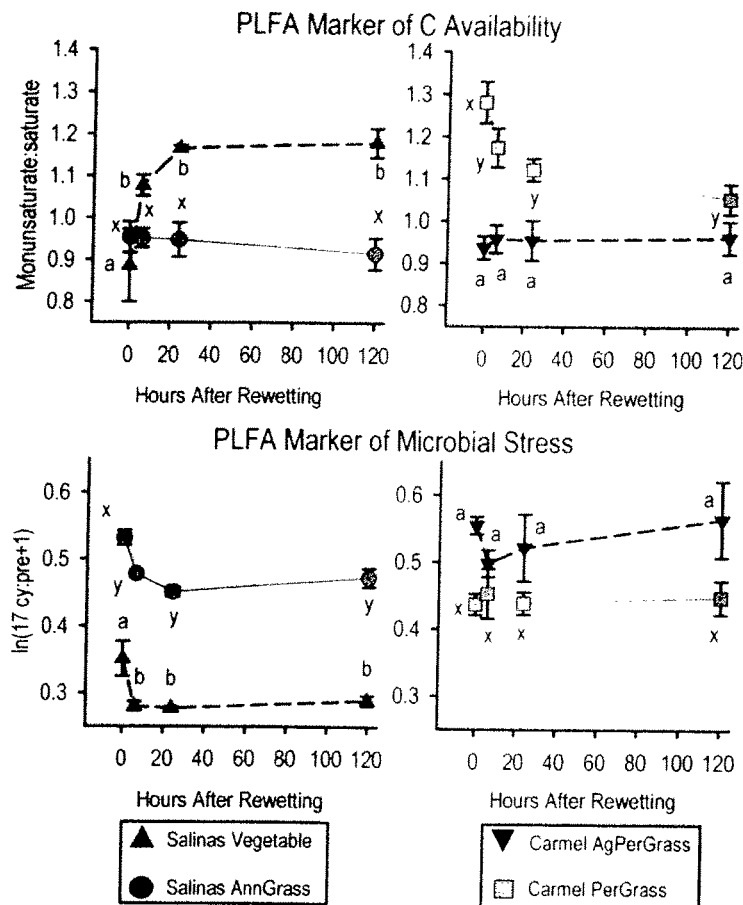 PLFA Marker of C Availability
Monunsaturate:saturate
1.4
1.3
1.2
1.1
1.0
0.9
0.8
x
a
b
x
b
x
b
x
0 20 40 60 80 100 120
Hours After Rewetting
1.4
1.3
1.2
1.1
1.0
0.9
0.8
x
y
y
y
a
a
a
a
0 20 40 60 80 100 120
Hours After Rewetting
PLFA Marker of Microbial Stress
ln(17 cy:pre+1)
0.6
0.5
0.4
0.3
x
y
y
y
a
b
b
b
0 20 40 60 80 100 120
Hours After Rewetting
0.6
0.5
0.4
0.3
a
a
a
a
x
x
x
x
0 20 40 60 80 100 120
Hours After Rewetting
Salinas Vegetable
Salinas AnnGrass
Carmel AgPerGrass
Carmel PerGrass